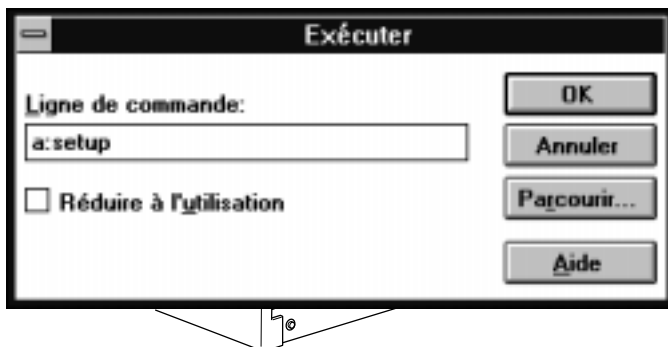 Exécuter
Ligne de commande:
a:setup
Réduire à l'utilisation
OK
Annuler
Parcourir...
Aide